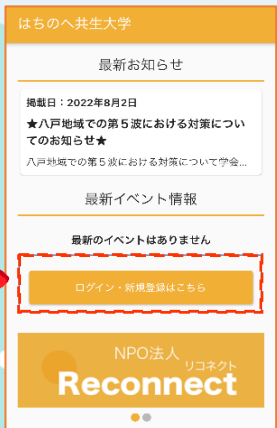 はちのへ共生大学
最新お知らせ
掲載日：2022年8月2日
★八戸地域での第５波における対策につい
てのお知らせ★
八戸地域での第５波における対策について学会...
最新イベント情報
最新のイベントはありません
ログイン・新規登録はこちら
NPO法人
リコネクト
Reconnect